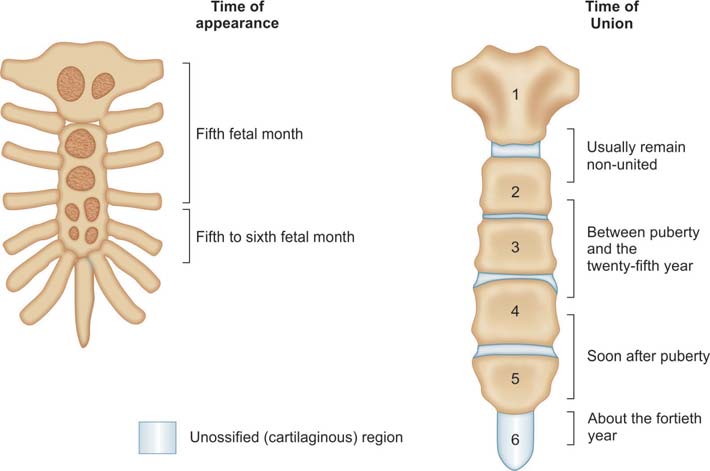 Time of
appearance
Fifth fetal month
Fifth to sixth fetal month
Unossified (cartilaginous) region
Time of
Union
1
Usually remain
non-united
2
Between puberty
and the
twenty-fifth year
3
4
Soon after puberty
5
About the fortieth
year
6